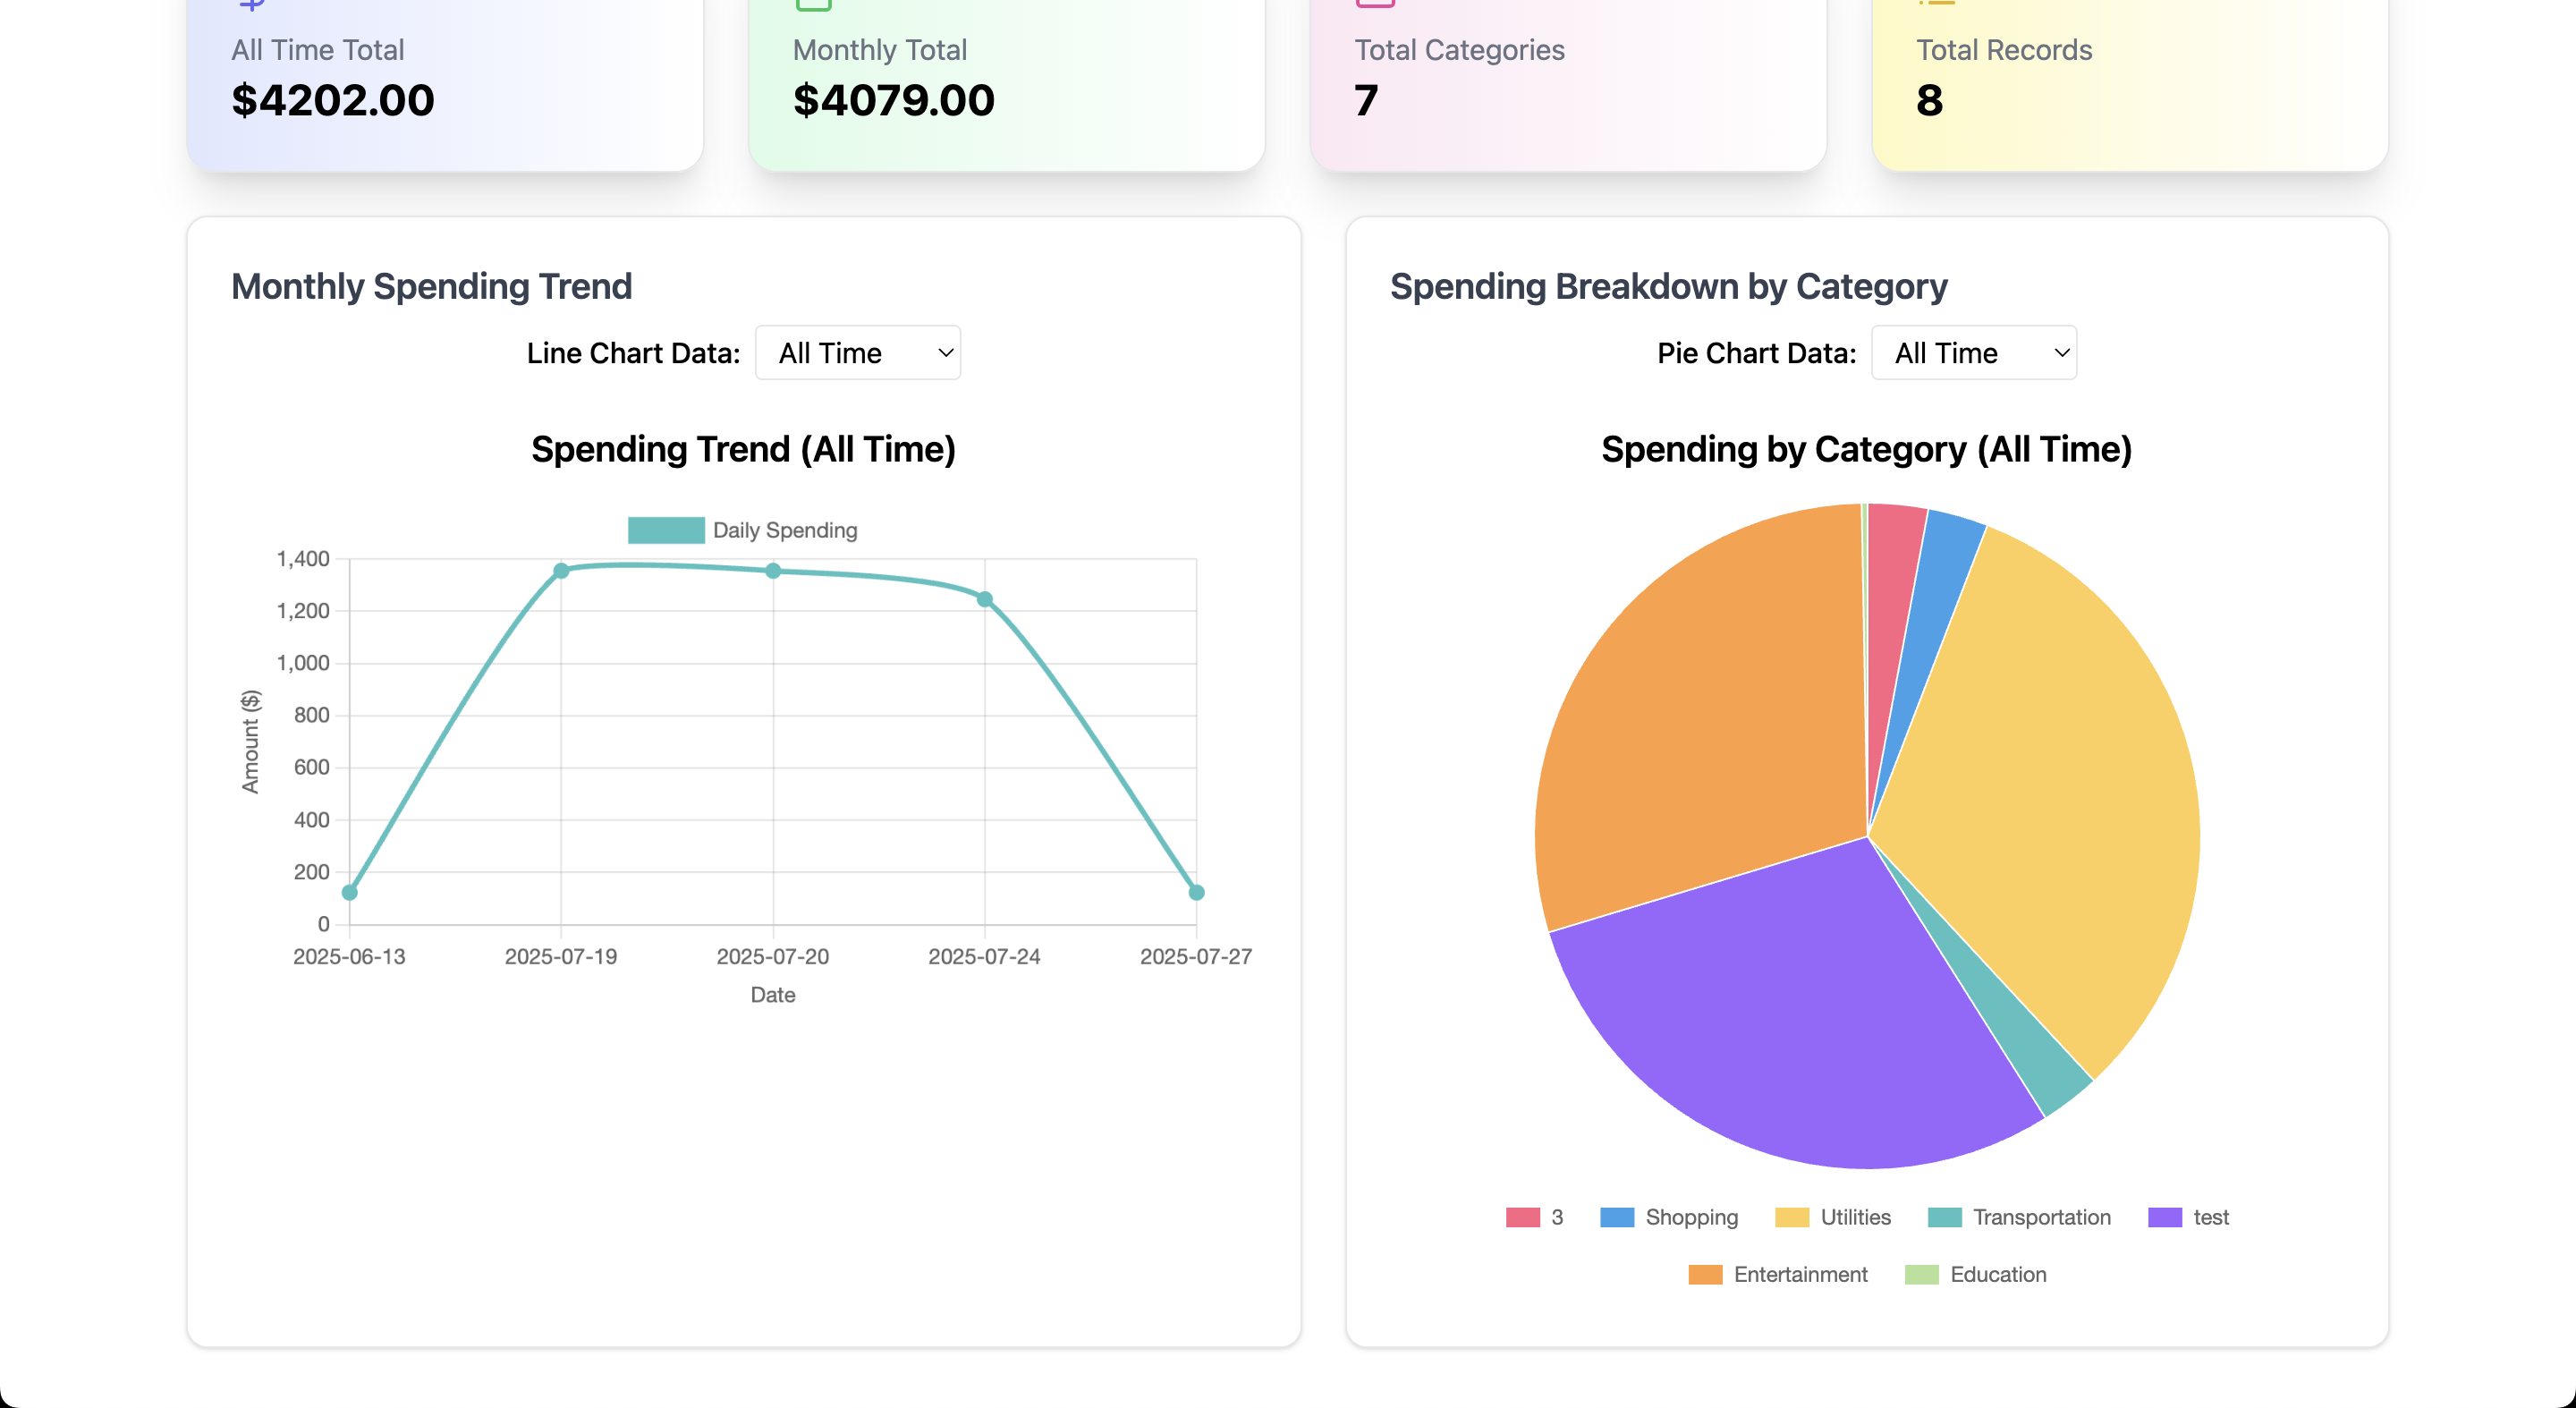 All Time Total
$4202.00
Monthly Total
$4079.00
Total Categories
7
Total Records
8
Monthly Spending Trend
Line Chart Data: All Time
Spending Trend (All Time)
Daily Spending
1,400
1,200
1,000
800
600
400
200
0
Amount ($)
2025-06-13 2025-07-19 2025-07-20 2025-07-24 2025-07-27
Date
Spending Breakdown by Category
Pie Chart Data: All Time
Spending by Category (All Time)
3 Shopping Utilities Transportation test
Entertainment Education